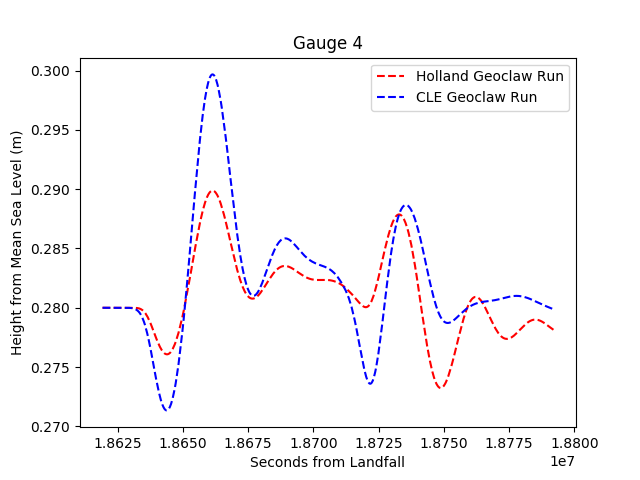 Gauge 4
Holland Geoclaw Run
CLE Geoclaw Run
Height from Mean Sea Level (m)
0.300
0.295
0.290
0.285
0.280
0.275
0.270
1.8625 1.8650 1.8675 1.8700 1.8725 1.8750 1.8775 1.8800
1e7
Seconds from Landfall